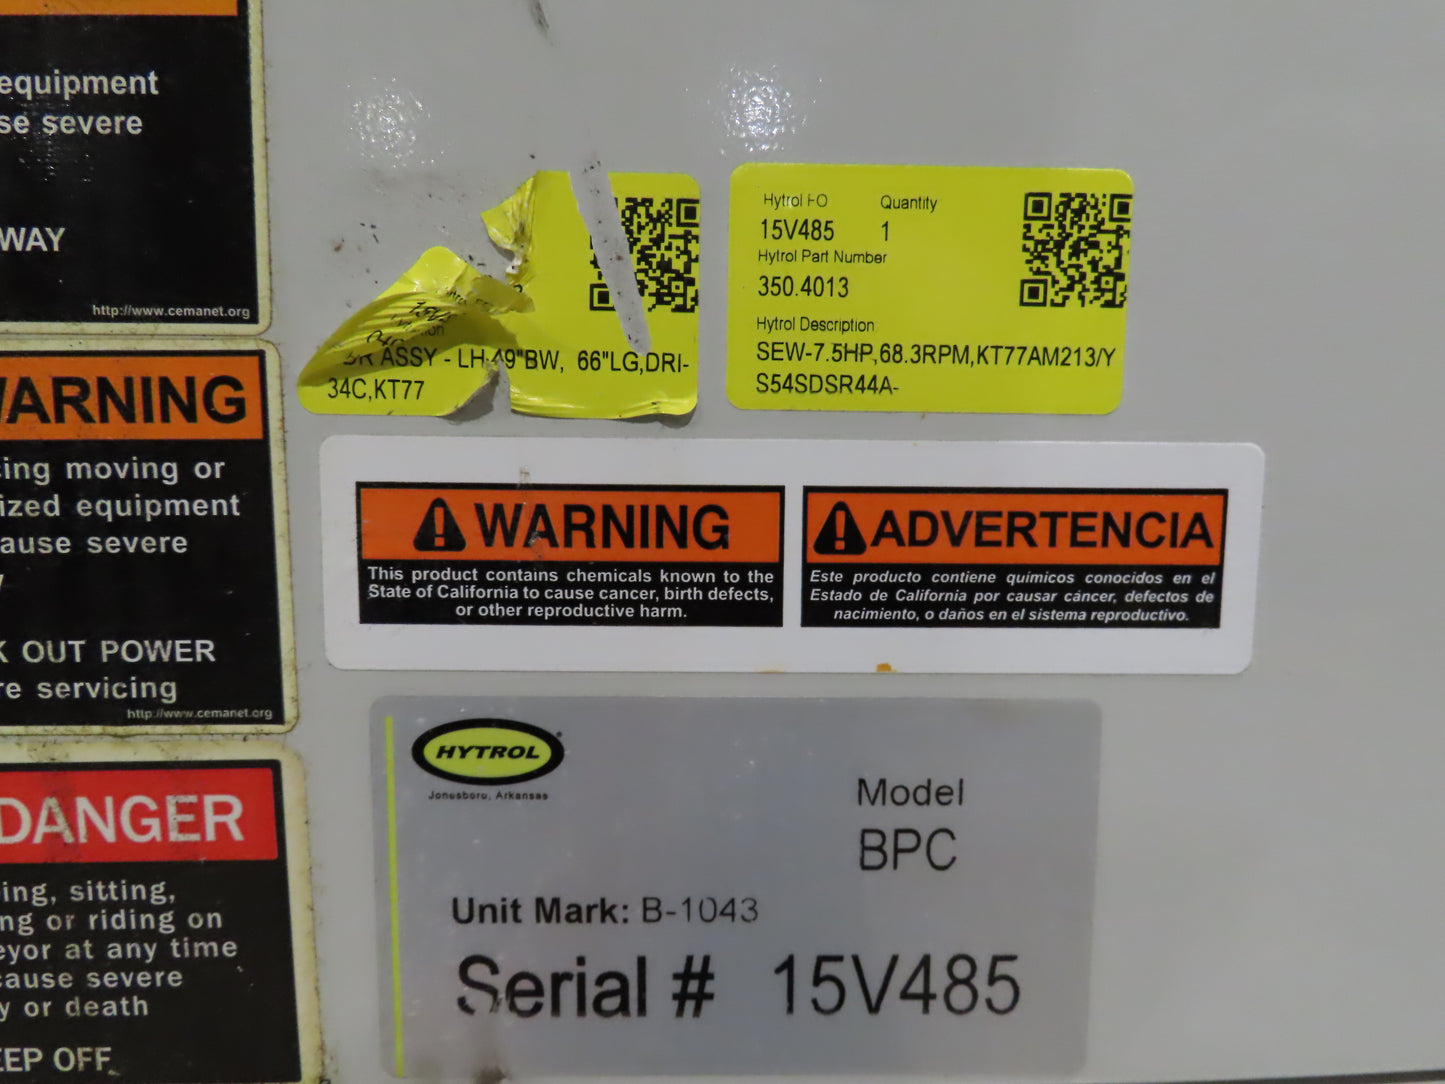 equipment
se severe
WAY
http://www.cemanet.org
WARNING
cing moving or
ized equipment
ause severe
K OUT POWER
re servicing
http://www.cemanet.org
DANGER
ing, sitting,
ng or riding on
eyor at any time
cause severe
y or death
EEP OFF
ASSY - LH 49"BW, 66"LG,DRI-
34C,KT77
Hytrol FO Quantity
15V485 1
Hytrol Part Number
350.4013
Hytrol Description
SEW-7.5HP,68.3RPM,KT77AM213/Y
S54SDSR44A-
WARNING
This product contains chemicals known to the
State of California to cause cancer, birth defects,
or other reproductive harm.
ADVERTENCIA
Este producto contiene químicos conocidos en el
Estado de California por causar cáncer, defectos de
nacimiento, o daños en el sistema reproductivo.
HYTROL
Jonesboro, Arkansas
Model
BPC
Unit Mark: B-1043
Serial # 15V485